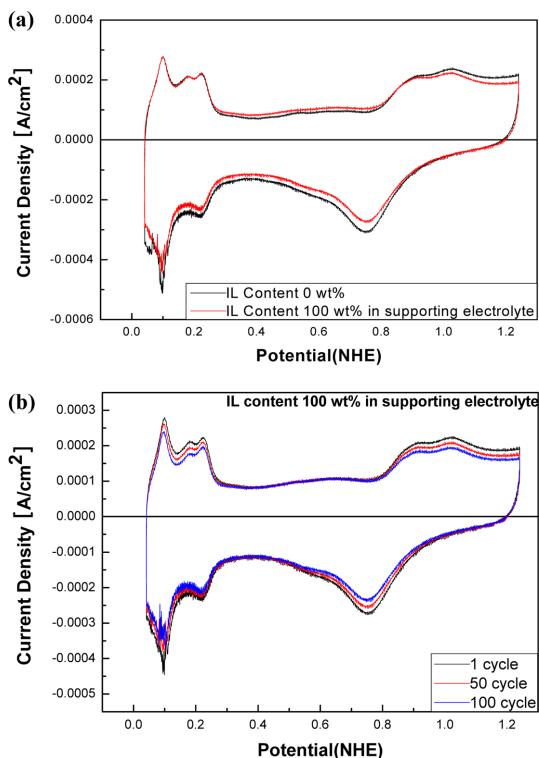 (a)
0.0004
0.0002
0.0000
-0.0002
-0.0004
-0.0006
Current Density [A/cm²]
IL Content 0 wt%
IL Content 100 wt% in supporting electrolyte
0.0 0.2 0.4 0.6 0.8 1.0 1.2
Potential(NHE)
(b)
IL content 100 wt% in supporting electrolyte
0.0003
0.0002
0.0001
0.0000
-0.0001
-0.0002
-0.0003
-0.0004
-0.0005
Current Density [A/cm²]
1 cycle
50 cycle
100 cycle
0.0 0.2 0.4 0.6 0.8 1.0 1.2
Potential(NHE)